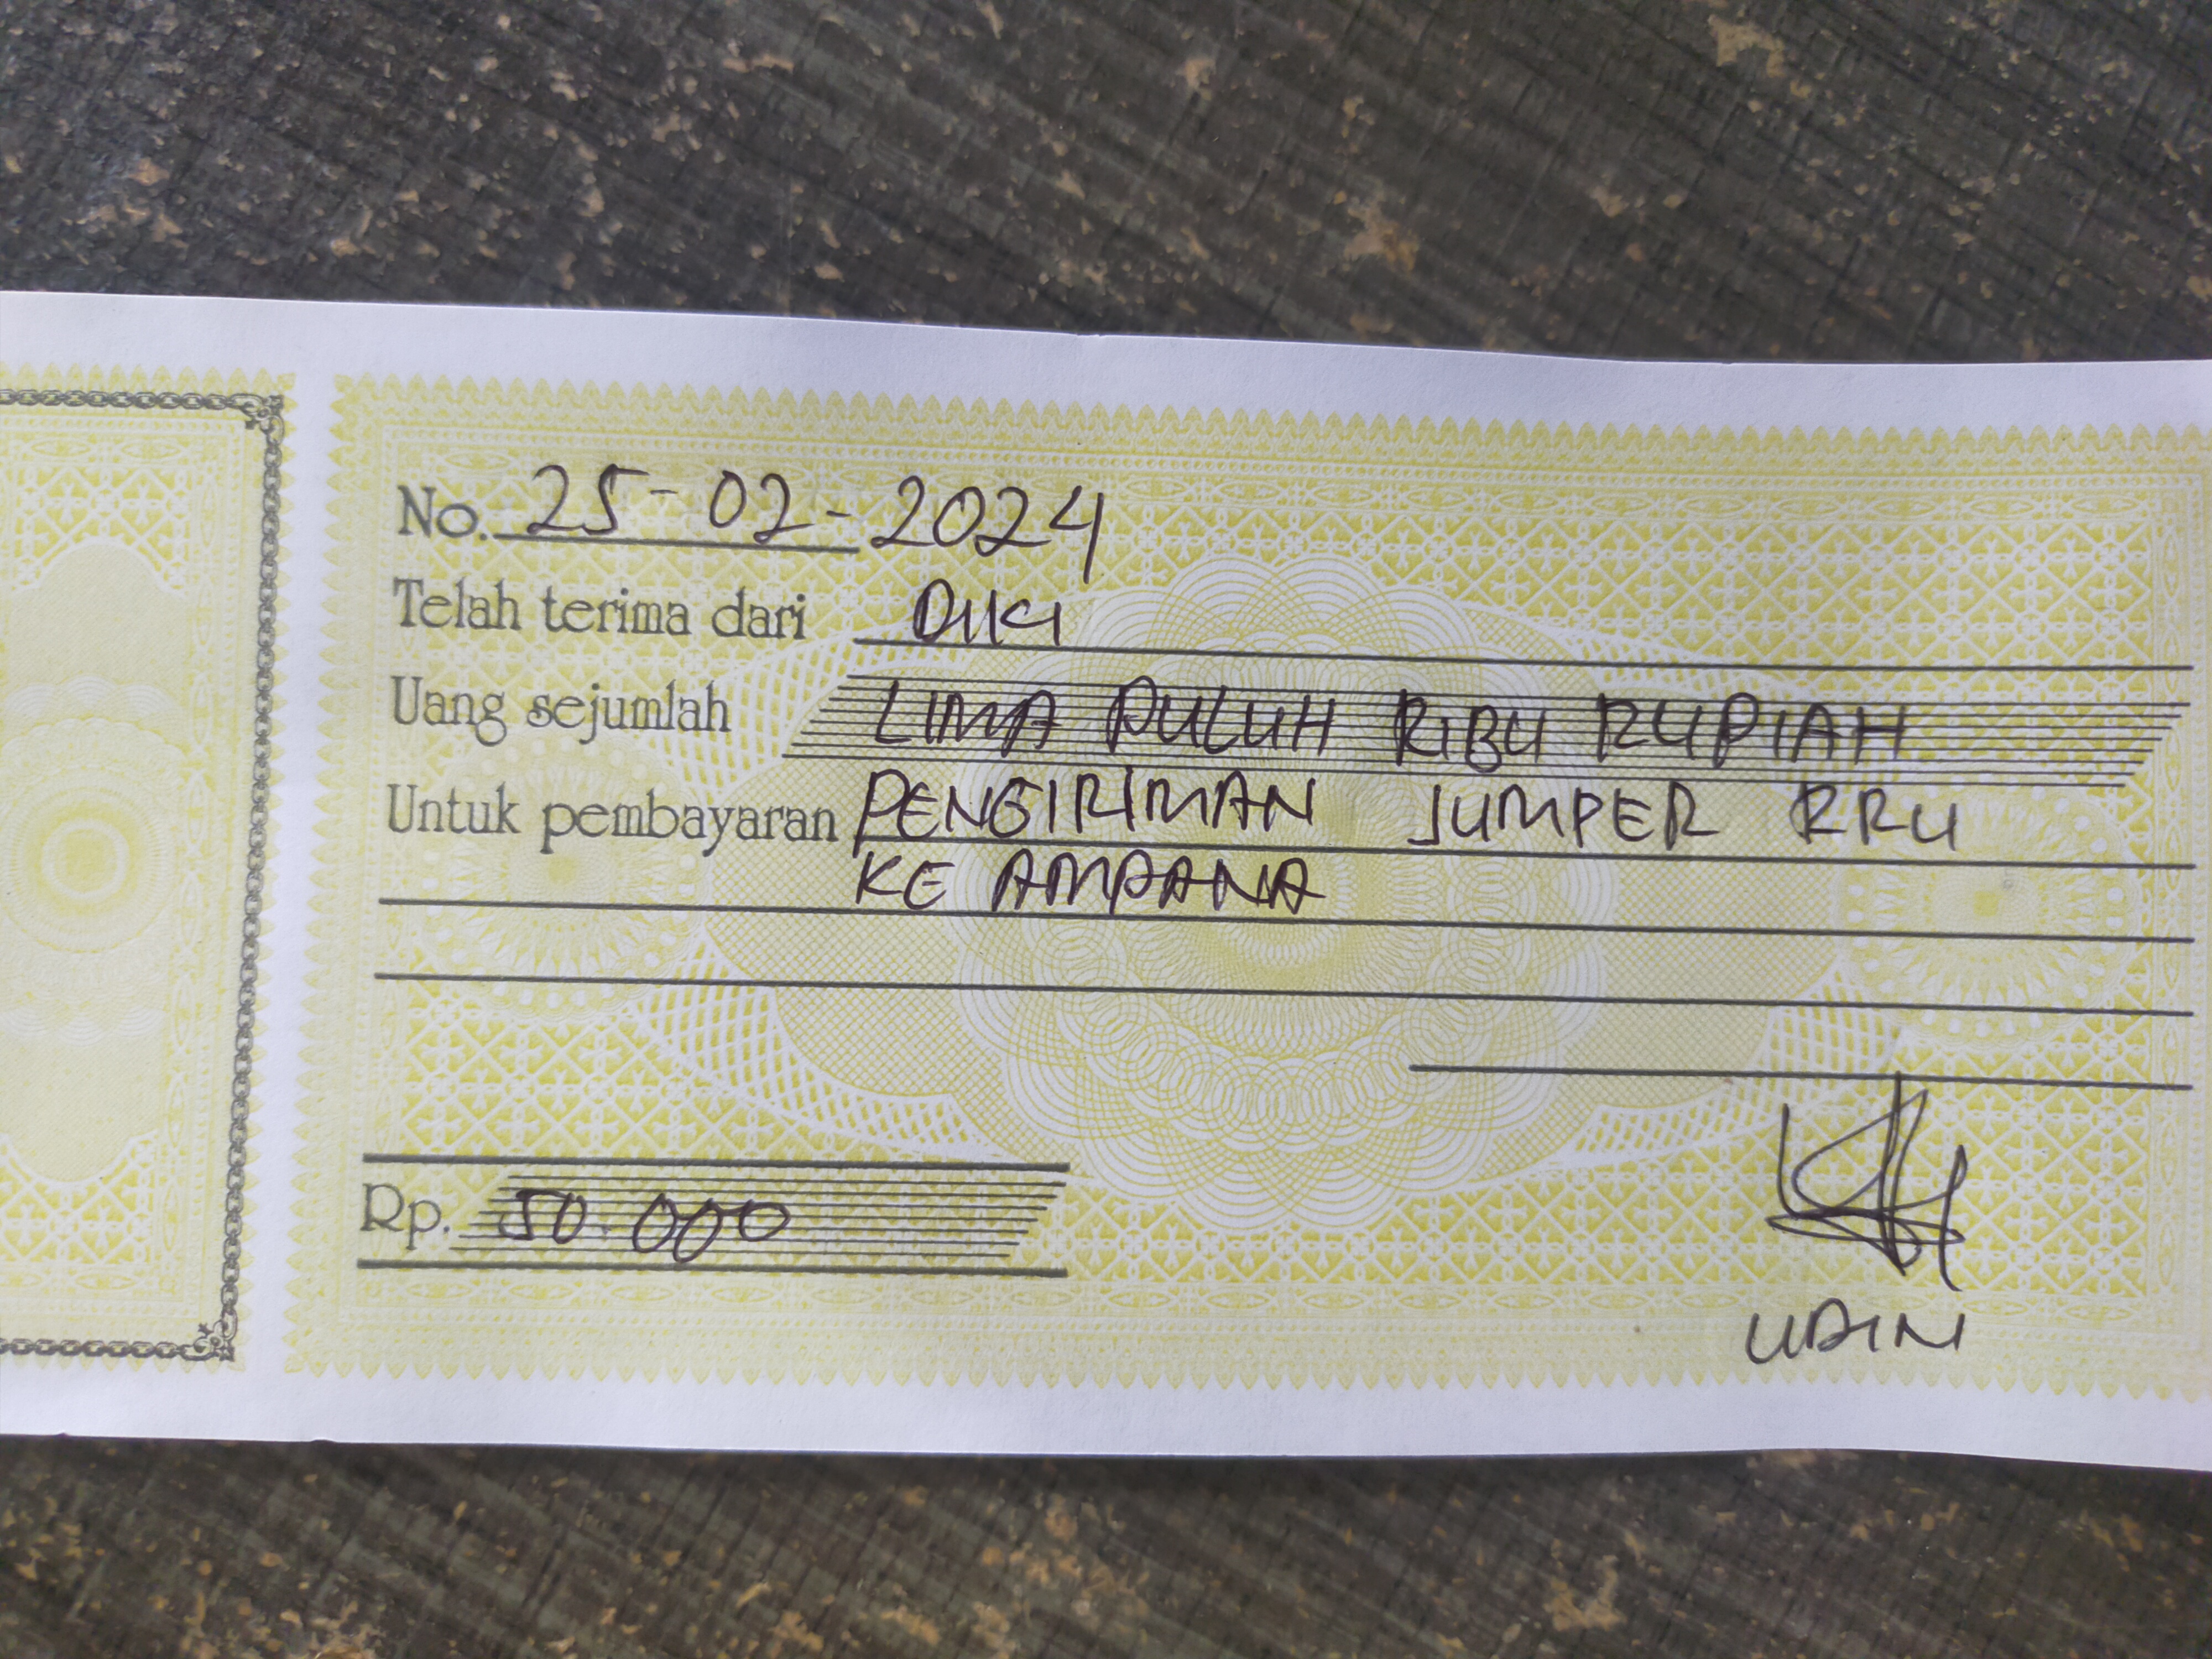 No. 25-02-2024
Telah terima dari DIKI
Uang sejumlah LIMA PULUH RIBU RUPIAH
Untuk pembayaran PENGIRIMAN JUMPER RRU
KE AMPANA
Rp. 50.000
UDIN